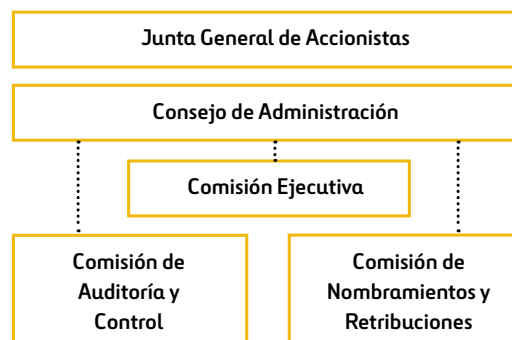 Junta General de Accionistas
Consejo de Administración
Comisión Ejecutiva
Comisión de
Auditoría y
Control
Comisión de
Nombramientos y
Retribuciones